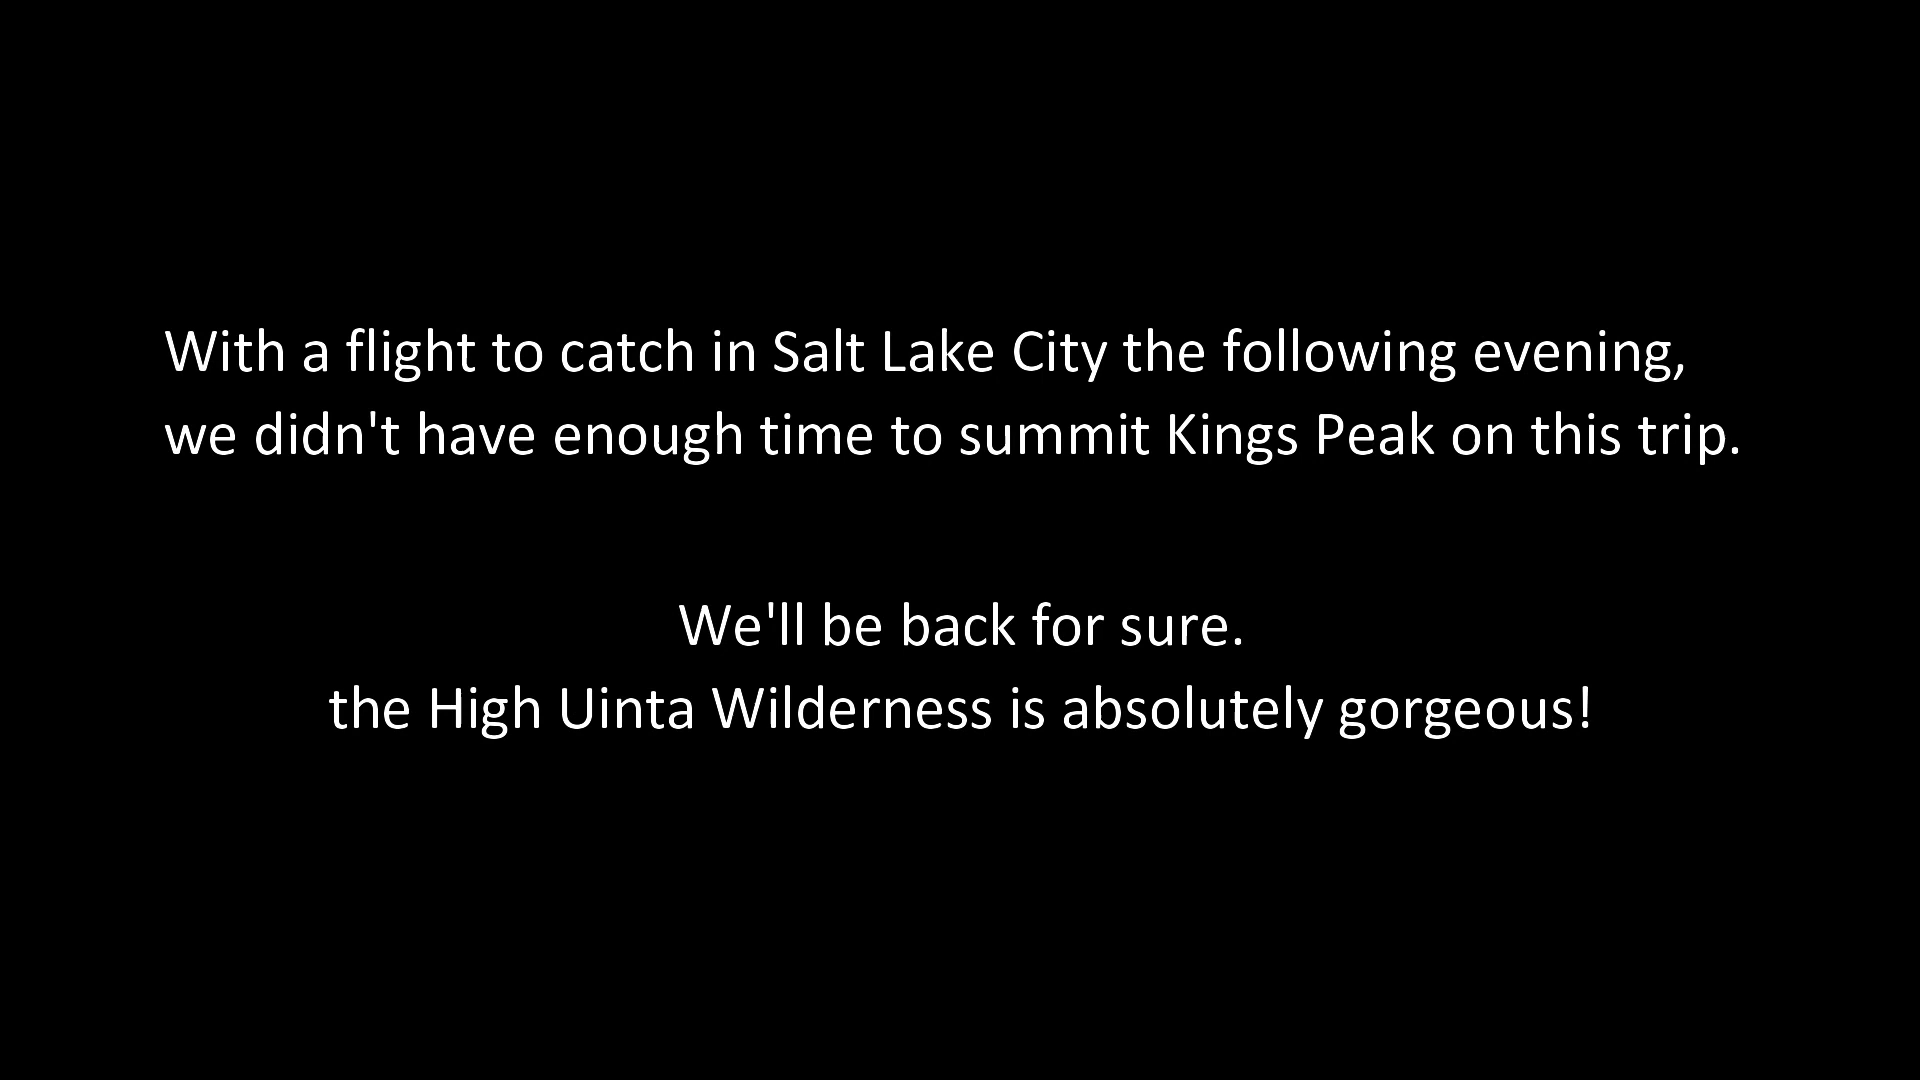 With a flight to catch in Salt Lake City the following evening,
we didn't have enough time to summit Kings Peak on this trip.
We'll be back for sure.
the High Uinta Wilderness is absolutely gorgeous!